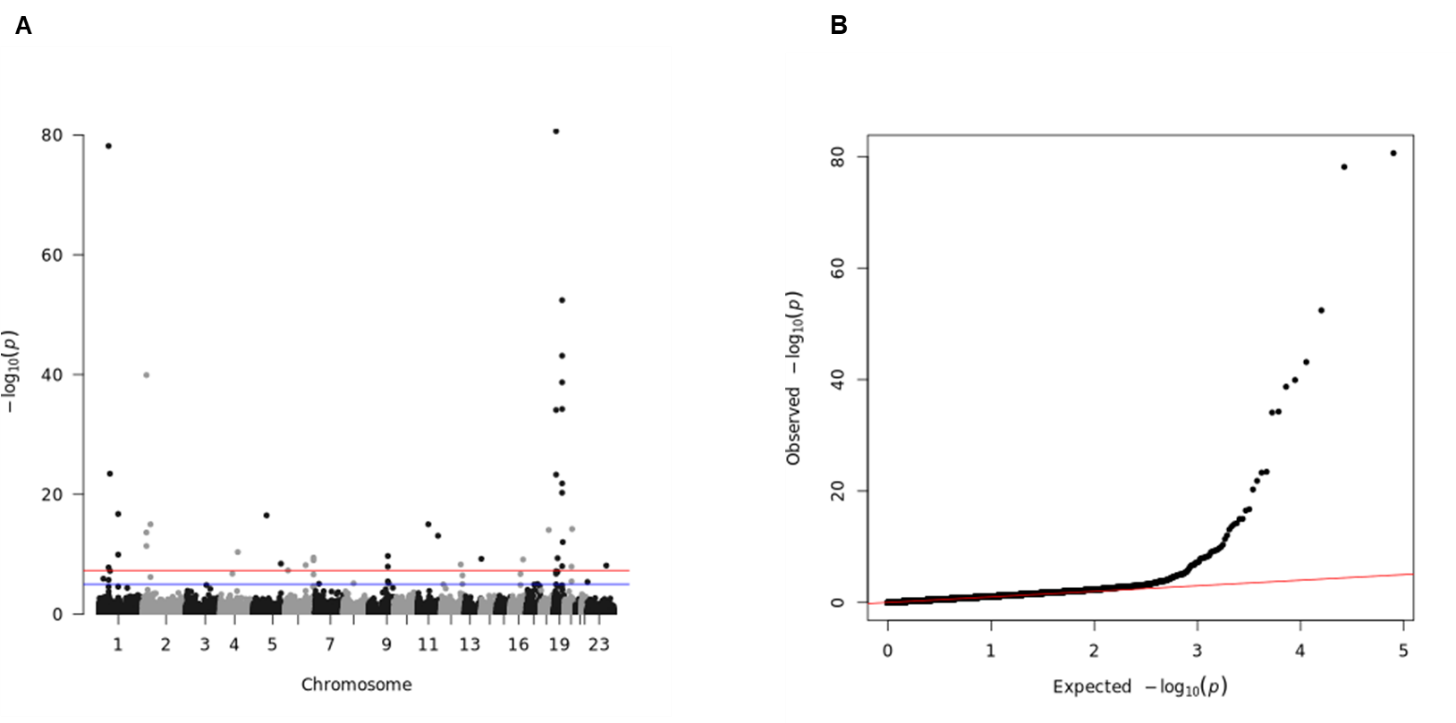 A
B
80
60
40
20
0
−log10(p)
1 2 3 4 5 7 9 11 13 16 19 23
Chromosome
80
60
40
20
0
Observed −log10(p)
0 1 2 3 4 5
Expected −log10(p)